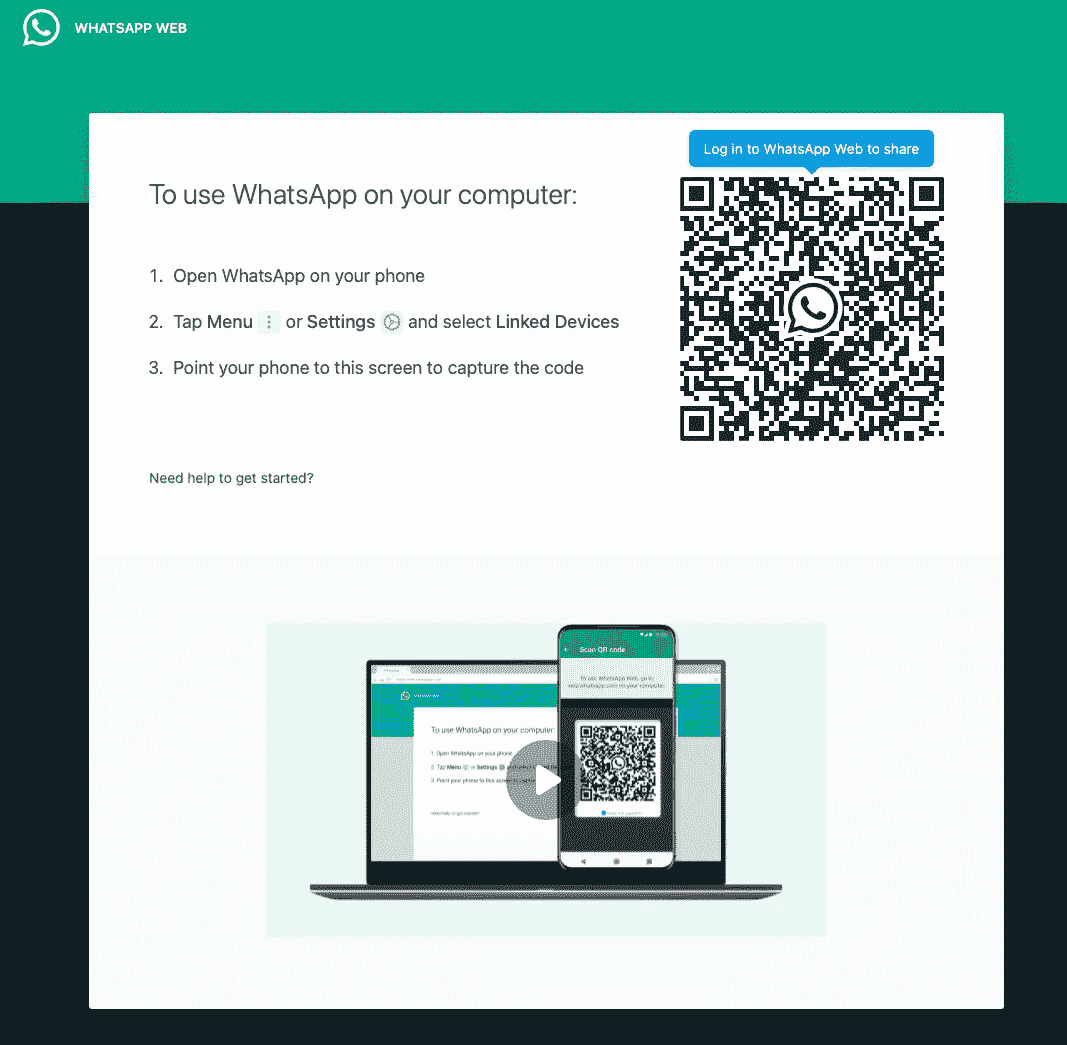 WHATSAPP WEB
Log in to WhatsApp Web to share
To use WhatsApp on your computer:
1. Open WhatsApp on your phone
2. Tap Menu or Settings and select Linked Devices
3. Point your phone to this screen to capture the code
Need help to get started?
Scan QR code
To use WhatsApp Web, go to
web.whatsapp.com on your computer.
To use WhatsApp on your computer:
1. Open WhatsApp on your phone
2. Tap Menu or Settings
3. Point your phone to this screen to
Need help to get started?